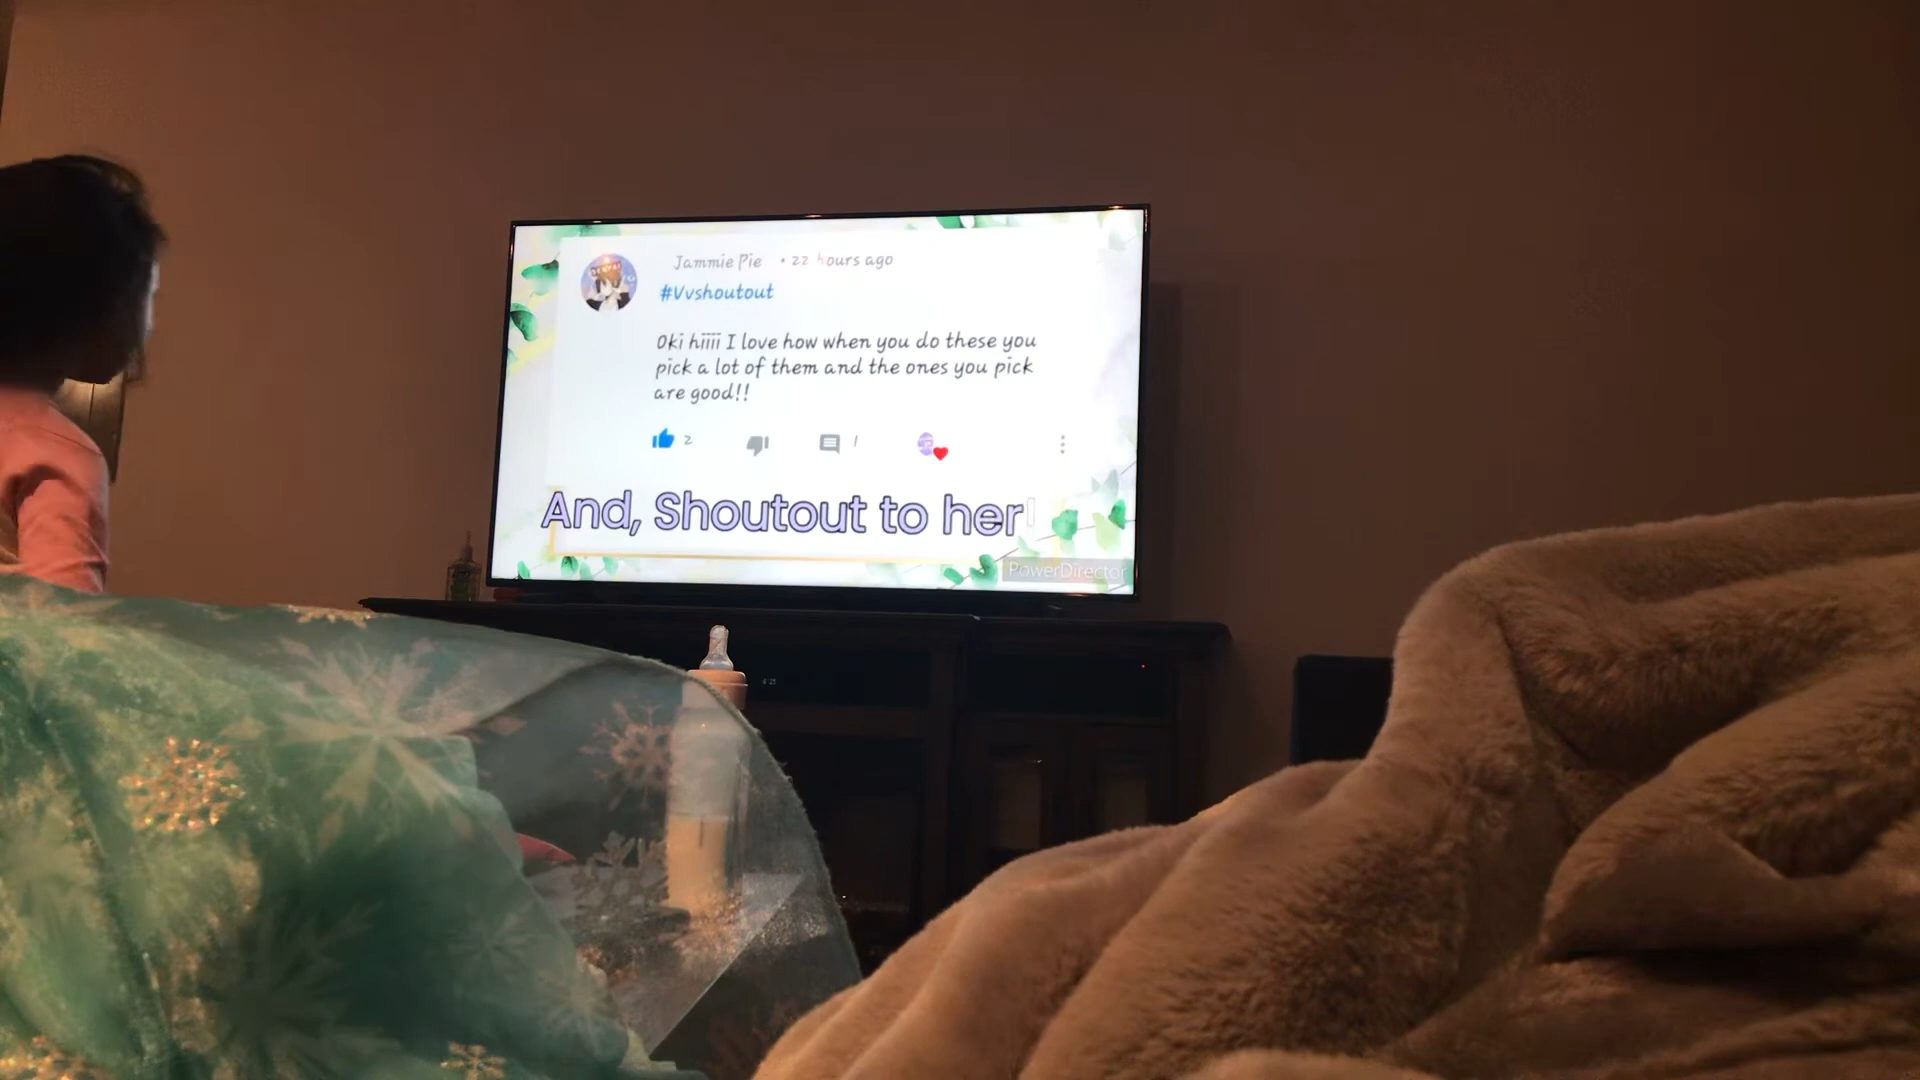 Jammie Pie • 22 hours ago
#Vvshoutout
Oki hiiii I love how when you do these you
pick a lot of them and the ones you pick
are good!!
2
1
And, Shoutout to her
PowerDirector